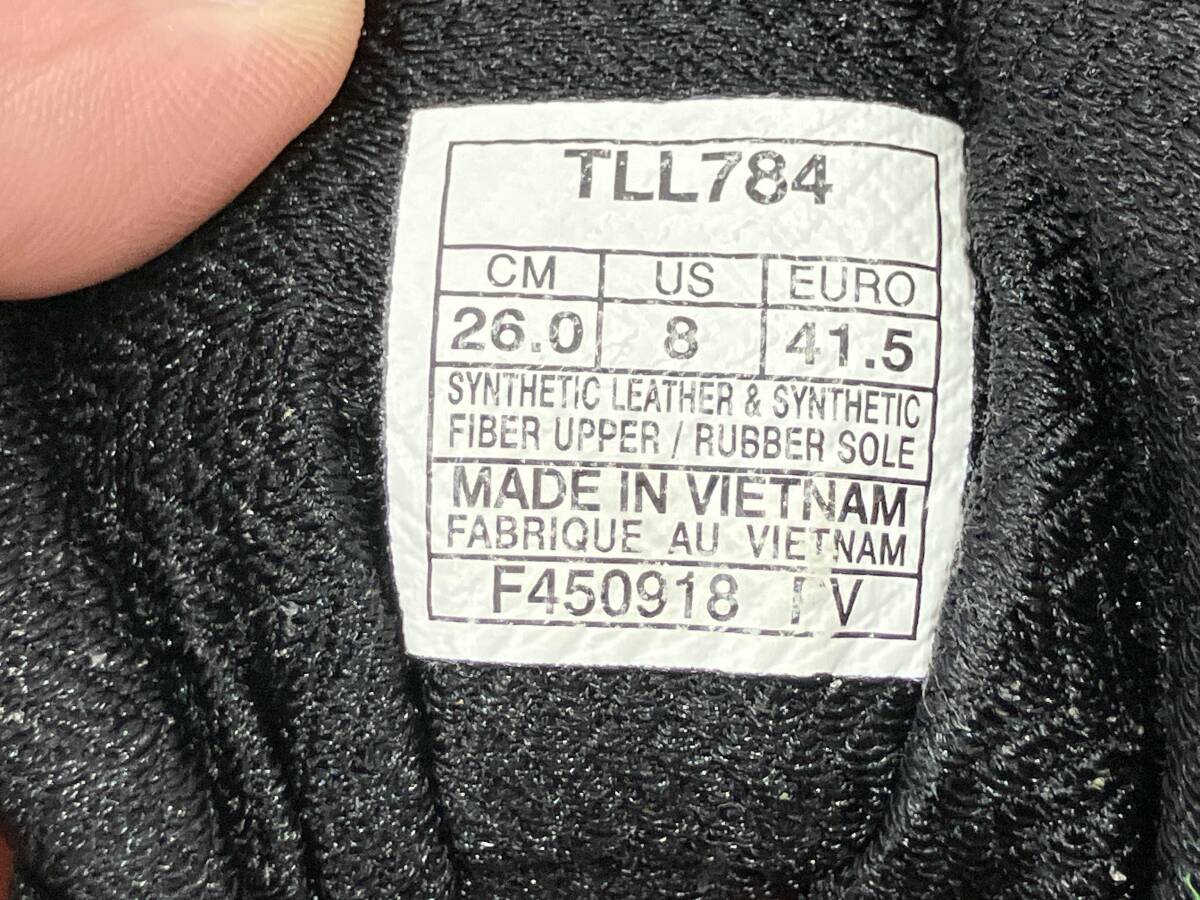 TLL784
CM US EURO
26.0 8 41.5
SYNTHETIC LEATHER & SYNTHETIC
FIBER UPPER / RUBBER SOLE
MADE IN VIETNAM
FABRIQUE AU VIETNAM
F450918